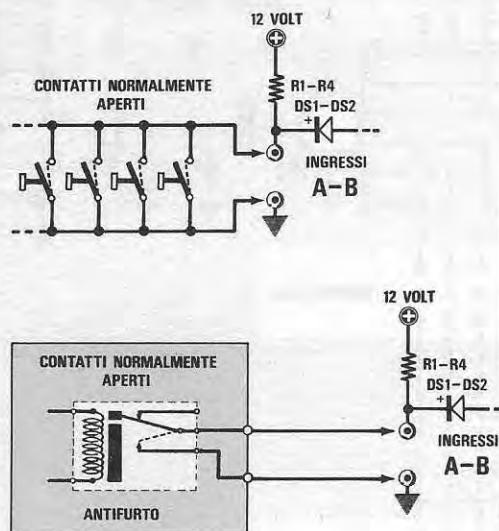 12 VOLT
CONTATTI NORMALMENTE
APERTI
R1-R4
DS1-DS2
+
INGRESSI
A-B
12 VOLT
CONTATTI NORMALMENTE
APERTI
R1-R4
DS1-DS2
+
INGRESSI
A-B
ANTIFURTO